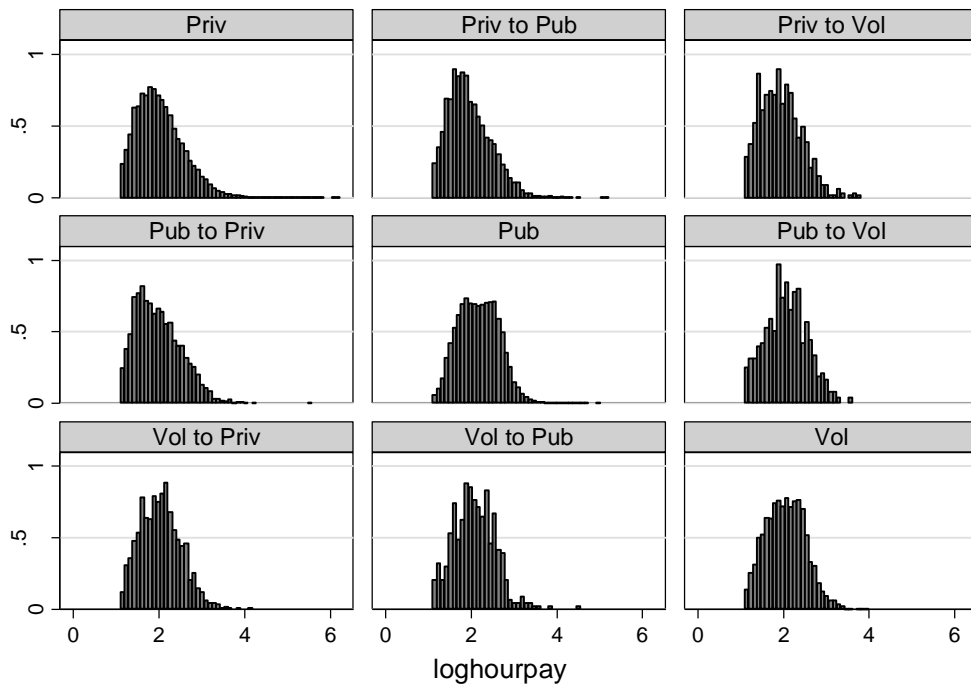 Priv
Priv to Pub
Priv to Vol
1
.5
0
Pub to Priv
Pub
Pub to Vol
1
.5
0
Vol to Priv
Vol to Pub
Vol
1
.5
0
0 2 4 6 0 2 4 6 0 2 4 6
loghourpay